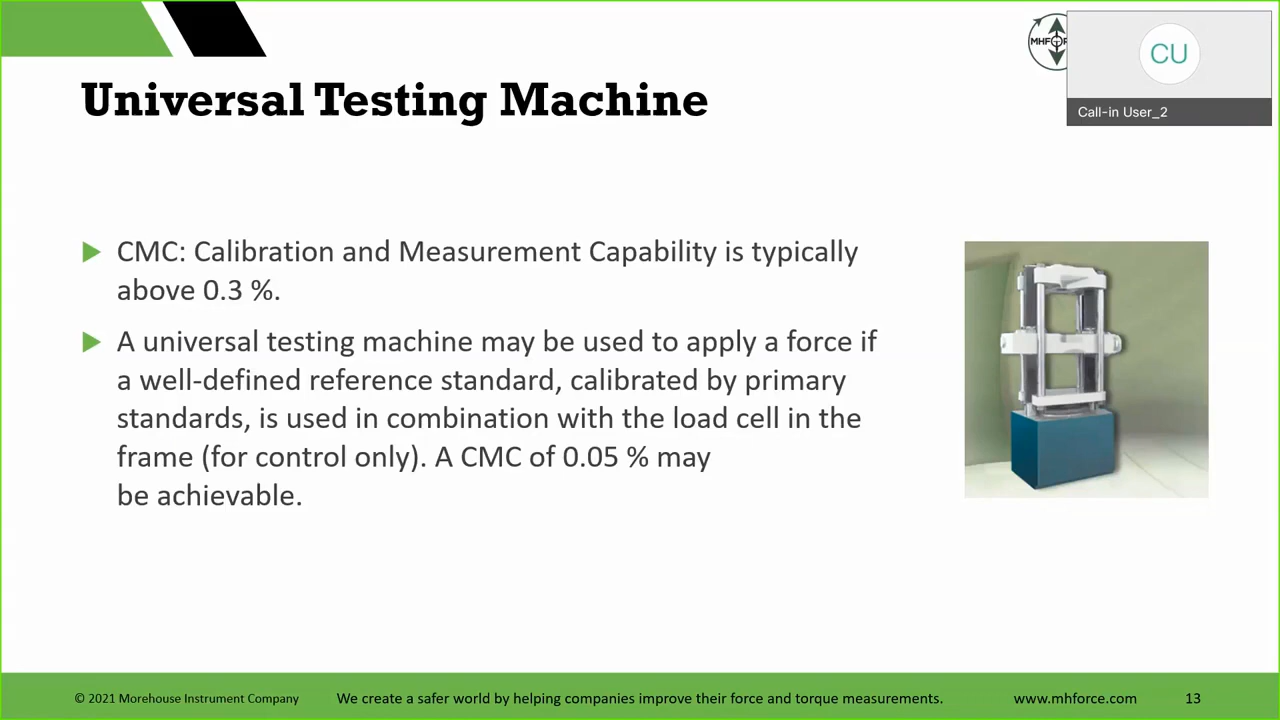 MHF
CU
Call-in User_2
Universal Testing Machine
CMC: Calibration and Measurement Capability is typically
above 0.3 %.
A universal testing machine may be used to apply a force if
a well-defined reference standard, calibrated by primary
standards, is used in combination with the load cell in the
frame (for control only). A CMC of 0.05 % may
be achievable.
© 2021 Morehouse Instrument Company
We create a safer world by helping companies improve their force and torque measurements.
www.mhforce.com
13